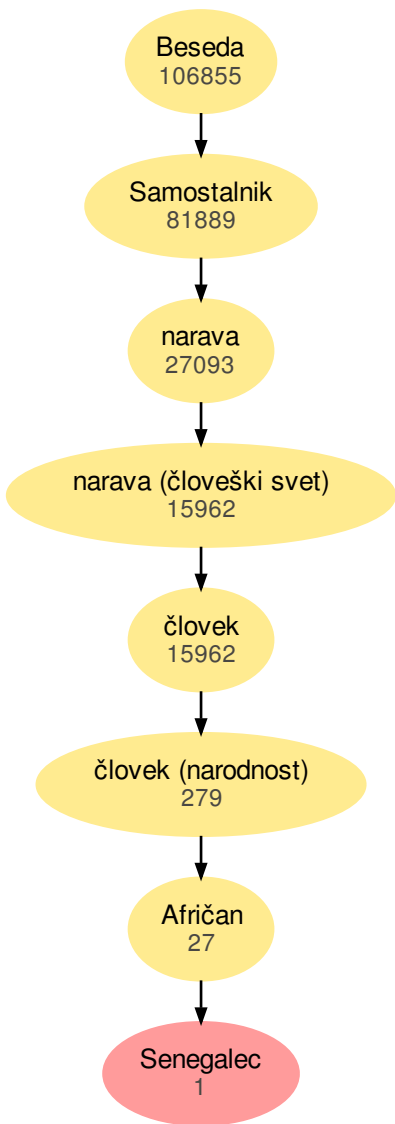 Beseda
106855
Samostalnik
81889
narava
27093
narava (človeški svet)
15962
človek
15962
človek (narodnost)
279
Afričan
27
Senegalec
1